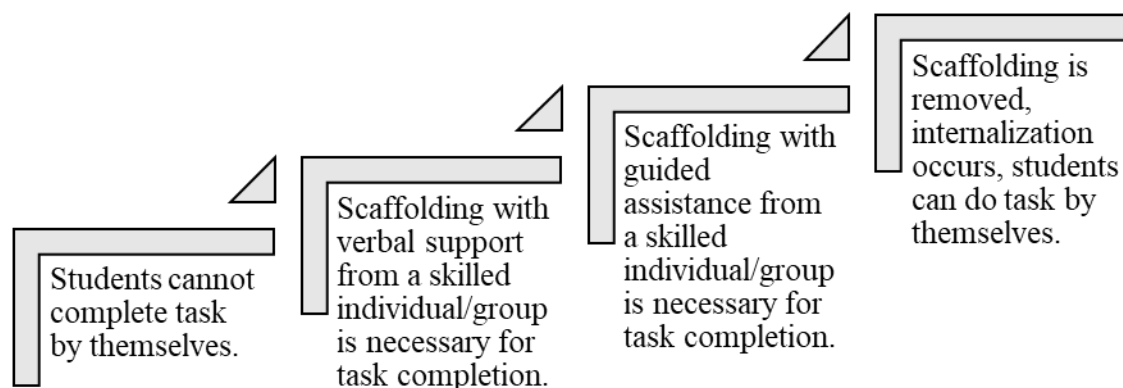 Students cannot
complete task
by themselves.
Scaffolding with
verbal support
from a skilled
individual/group
is necessary for
task completion.
Scaffolding with
guided
assistance from
a skilled
individual/group
is necessary for
task completion.
Scaffolding is
removed,
internalization
occurs, students
can do task by
themselves.